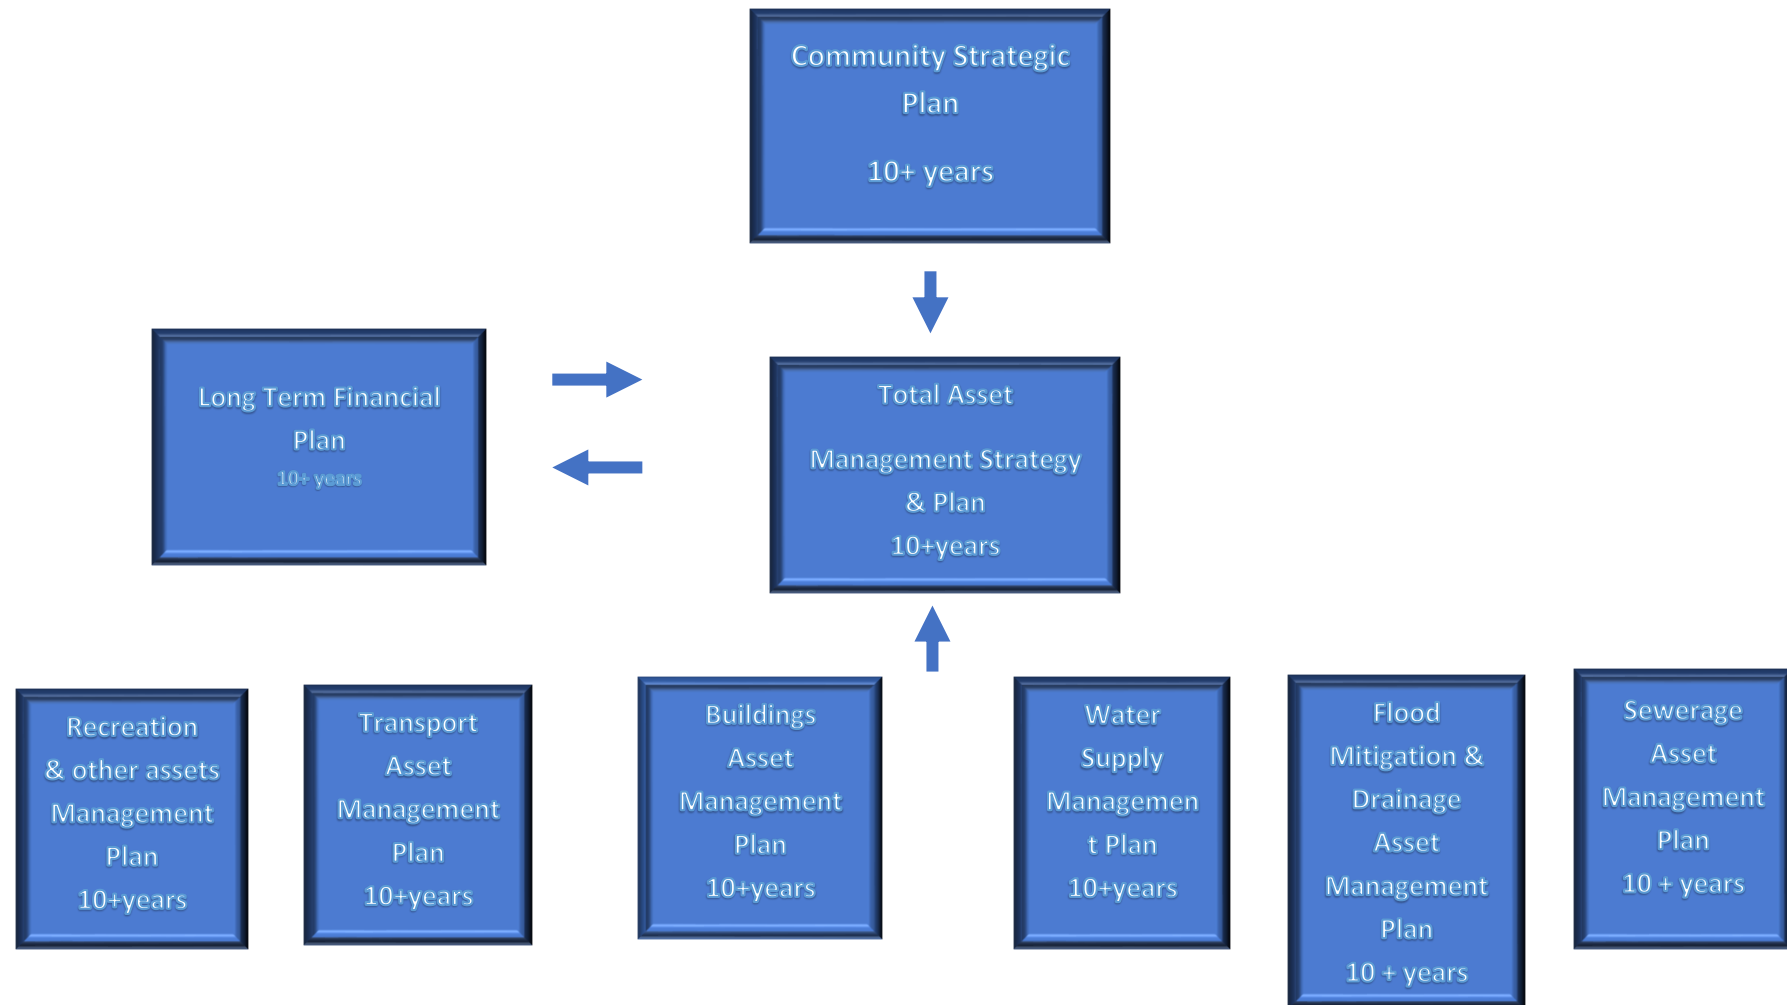 Community Strategic
Plan
10+ years
Long Term Financial
Plan
10+ years
Total Asset
Management Strategy
& Plan
10+years
Recreation
& other assets
Management
Plan
10+years
Transport
Asset
Management
Plan
10+years
Buildings
Asset
Management
Plan
10+years
Water
Supply
Managemen
t Plan
10+years
Flood
Mitigation &
Drainage
Asset
Management
Plan
10 + years
Sewerage
Asset
Management
Plan
10 + years